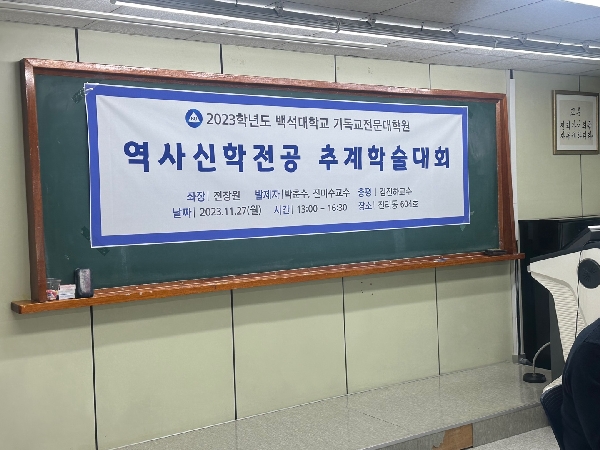 2023학년도 백석대학교 기독교전문대학원
역사신학전공 추계학술대회
좌장 | 전장원 발제자 | 박준수, 신미수교수 총평 | 김진하교수
날짜 | 2023.11.27(월) 시간 | 13:00 ~ 16:30 장소 | 진리동 604호